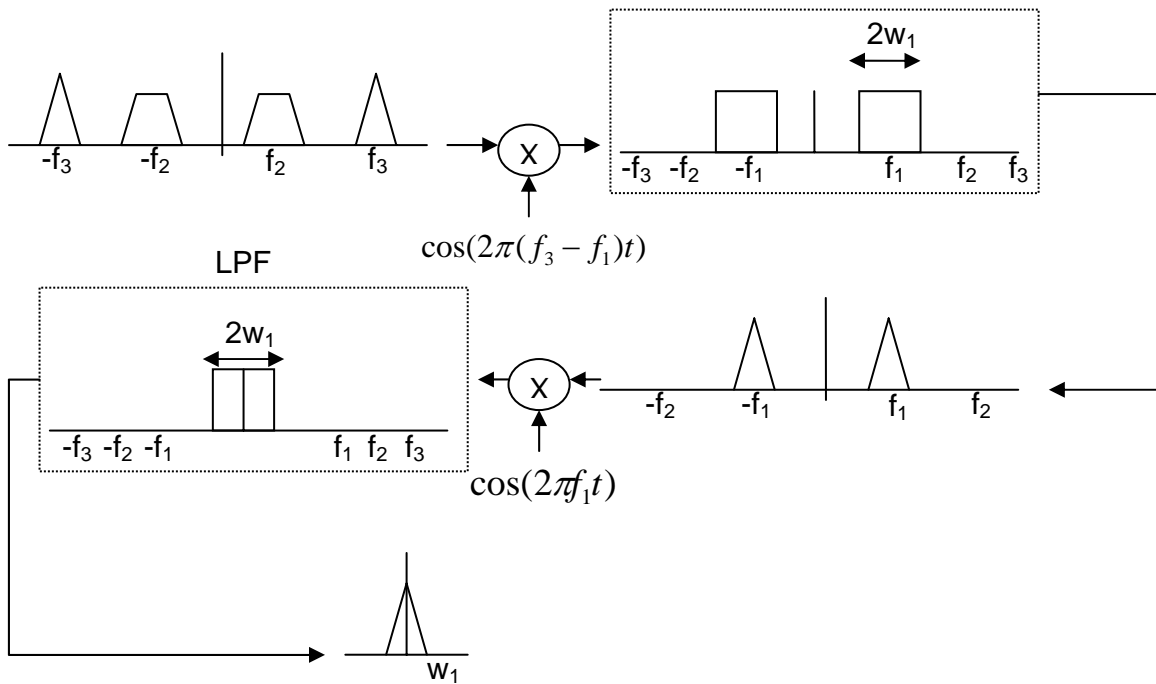 2w₁
-f₃ -f₂ f₂ f₃
X
-f₃ -f₂ -f₁ f₁ f₂ f₃
cos(2π(f₃ − f₁)t)
LPF
2w₁
X
-f₂ -f₁ f₁ f₂
-f₃ -f₂ -f₁ f₁ f₂ f₃
cos(2πf₁t)
w₁